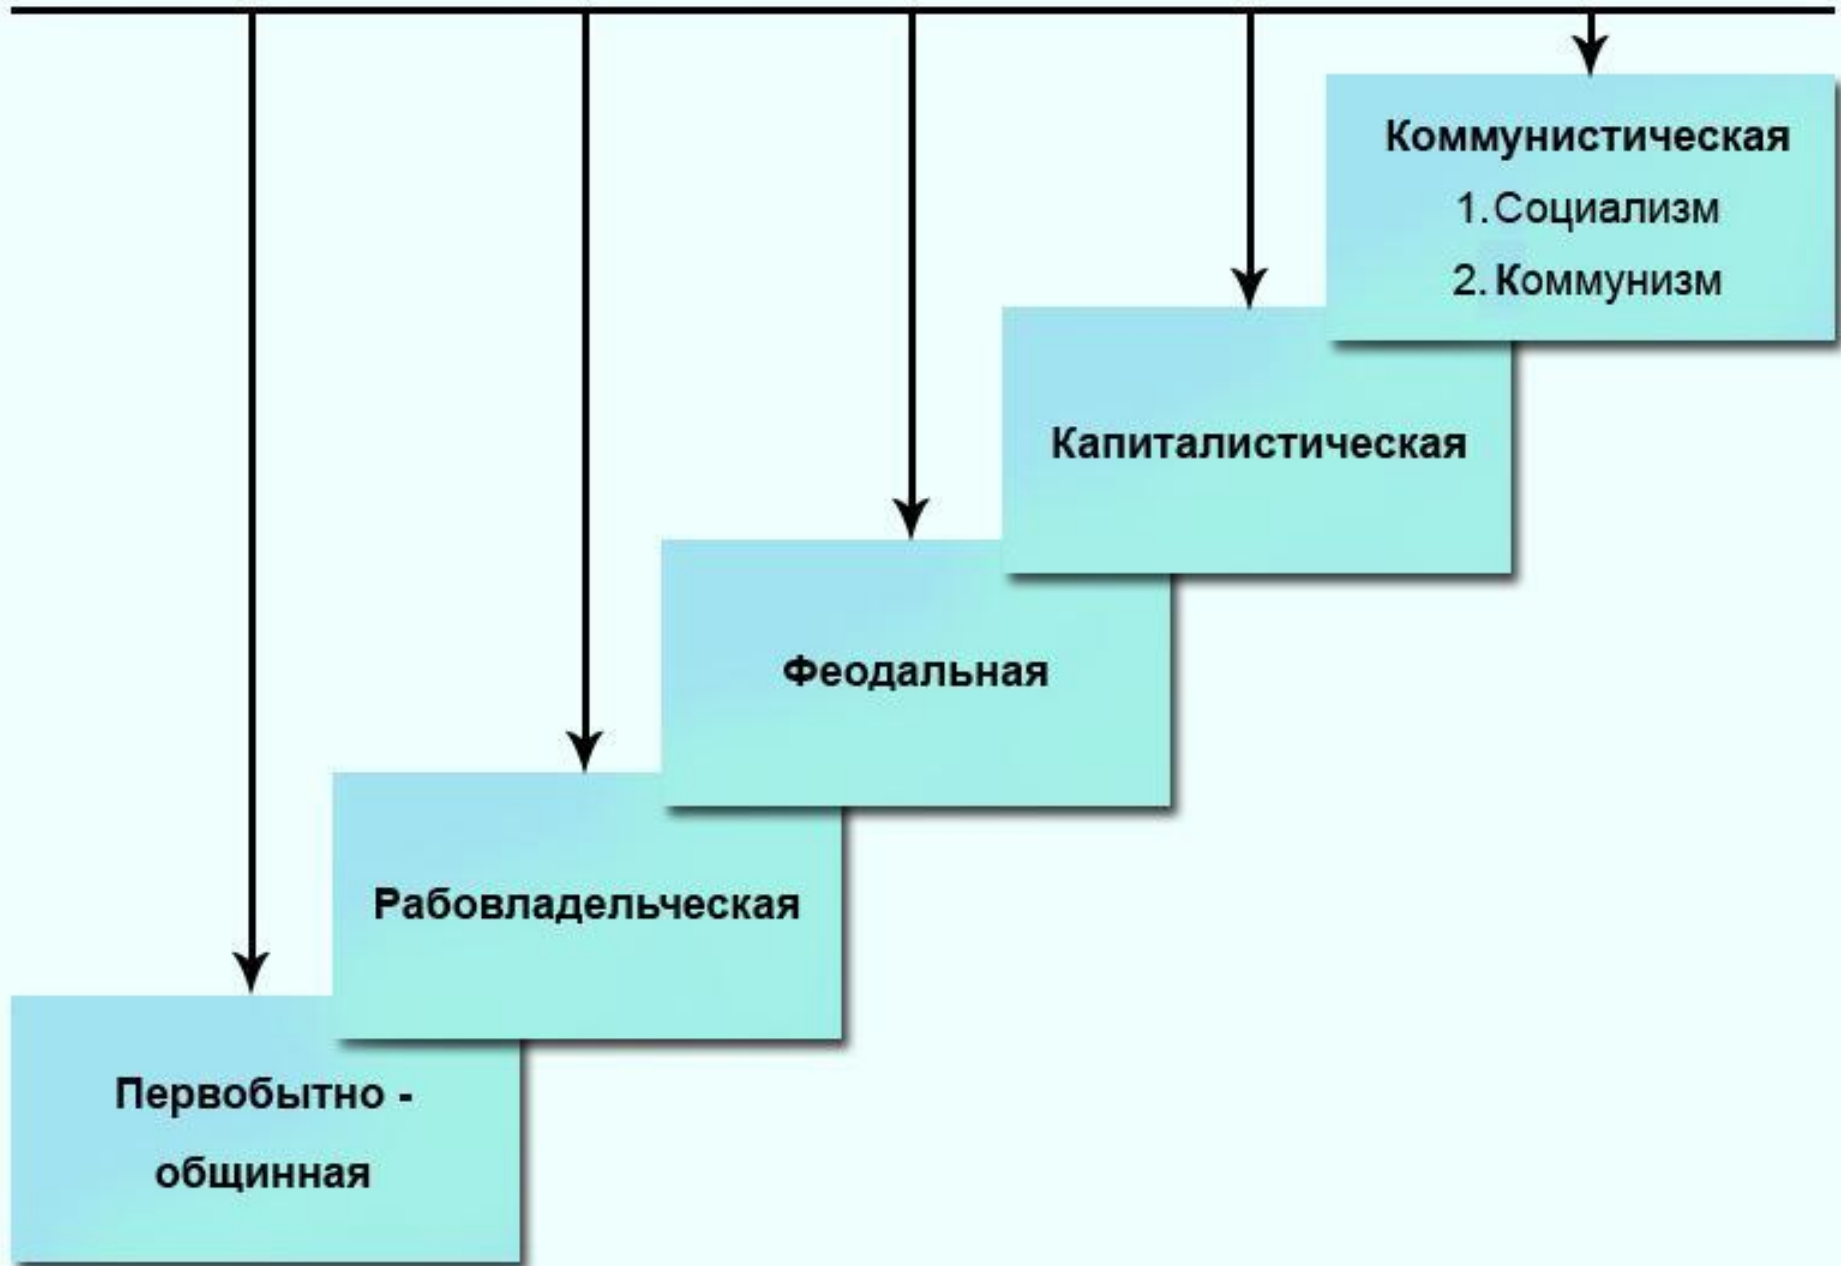 Коммунистическая
1.Социализм
2.Коммунизм
Капиталистическая
Феодальная
Рабовладельческая
Первобытно -
общинная